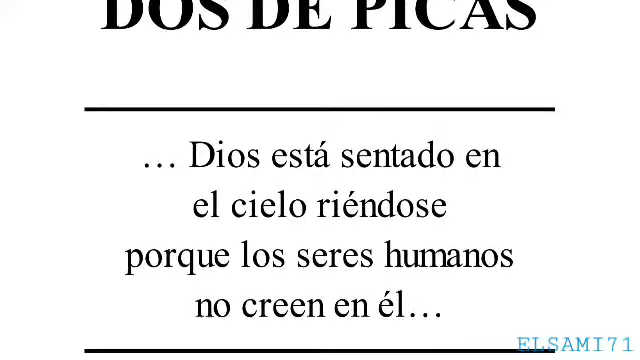 DOS DE PICAS
… Dios está sentado en
el cielo riéndose
porque los seres humanos
no creen en él…
ELSAMI71